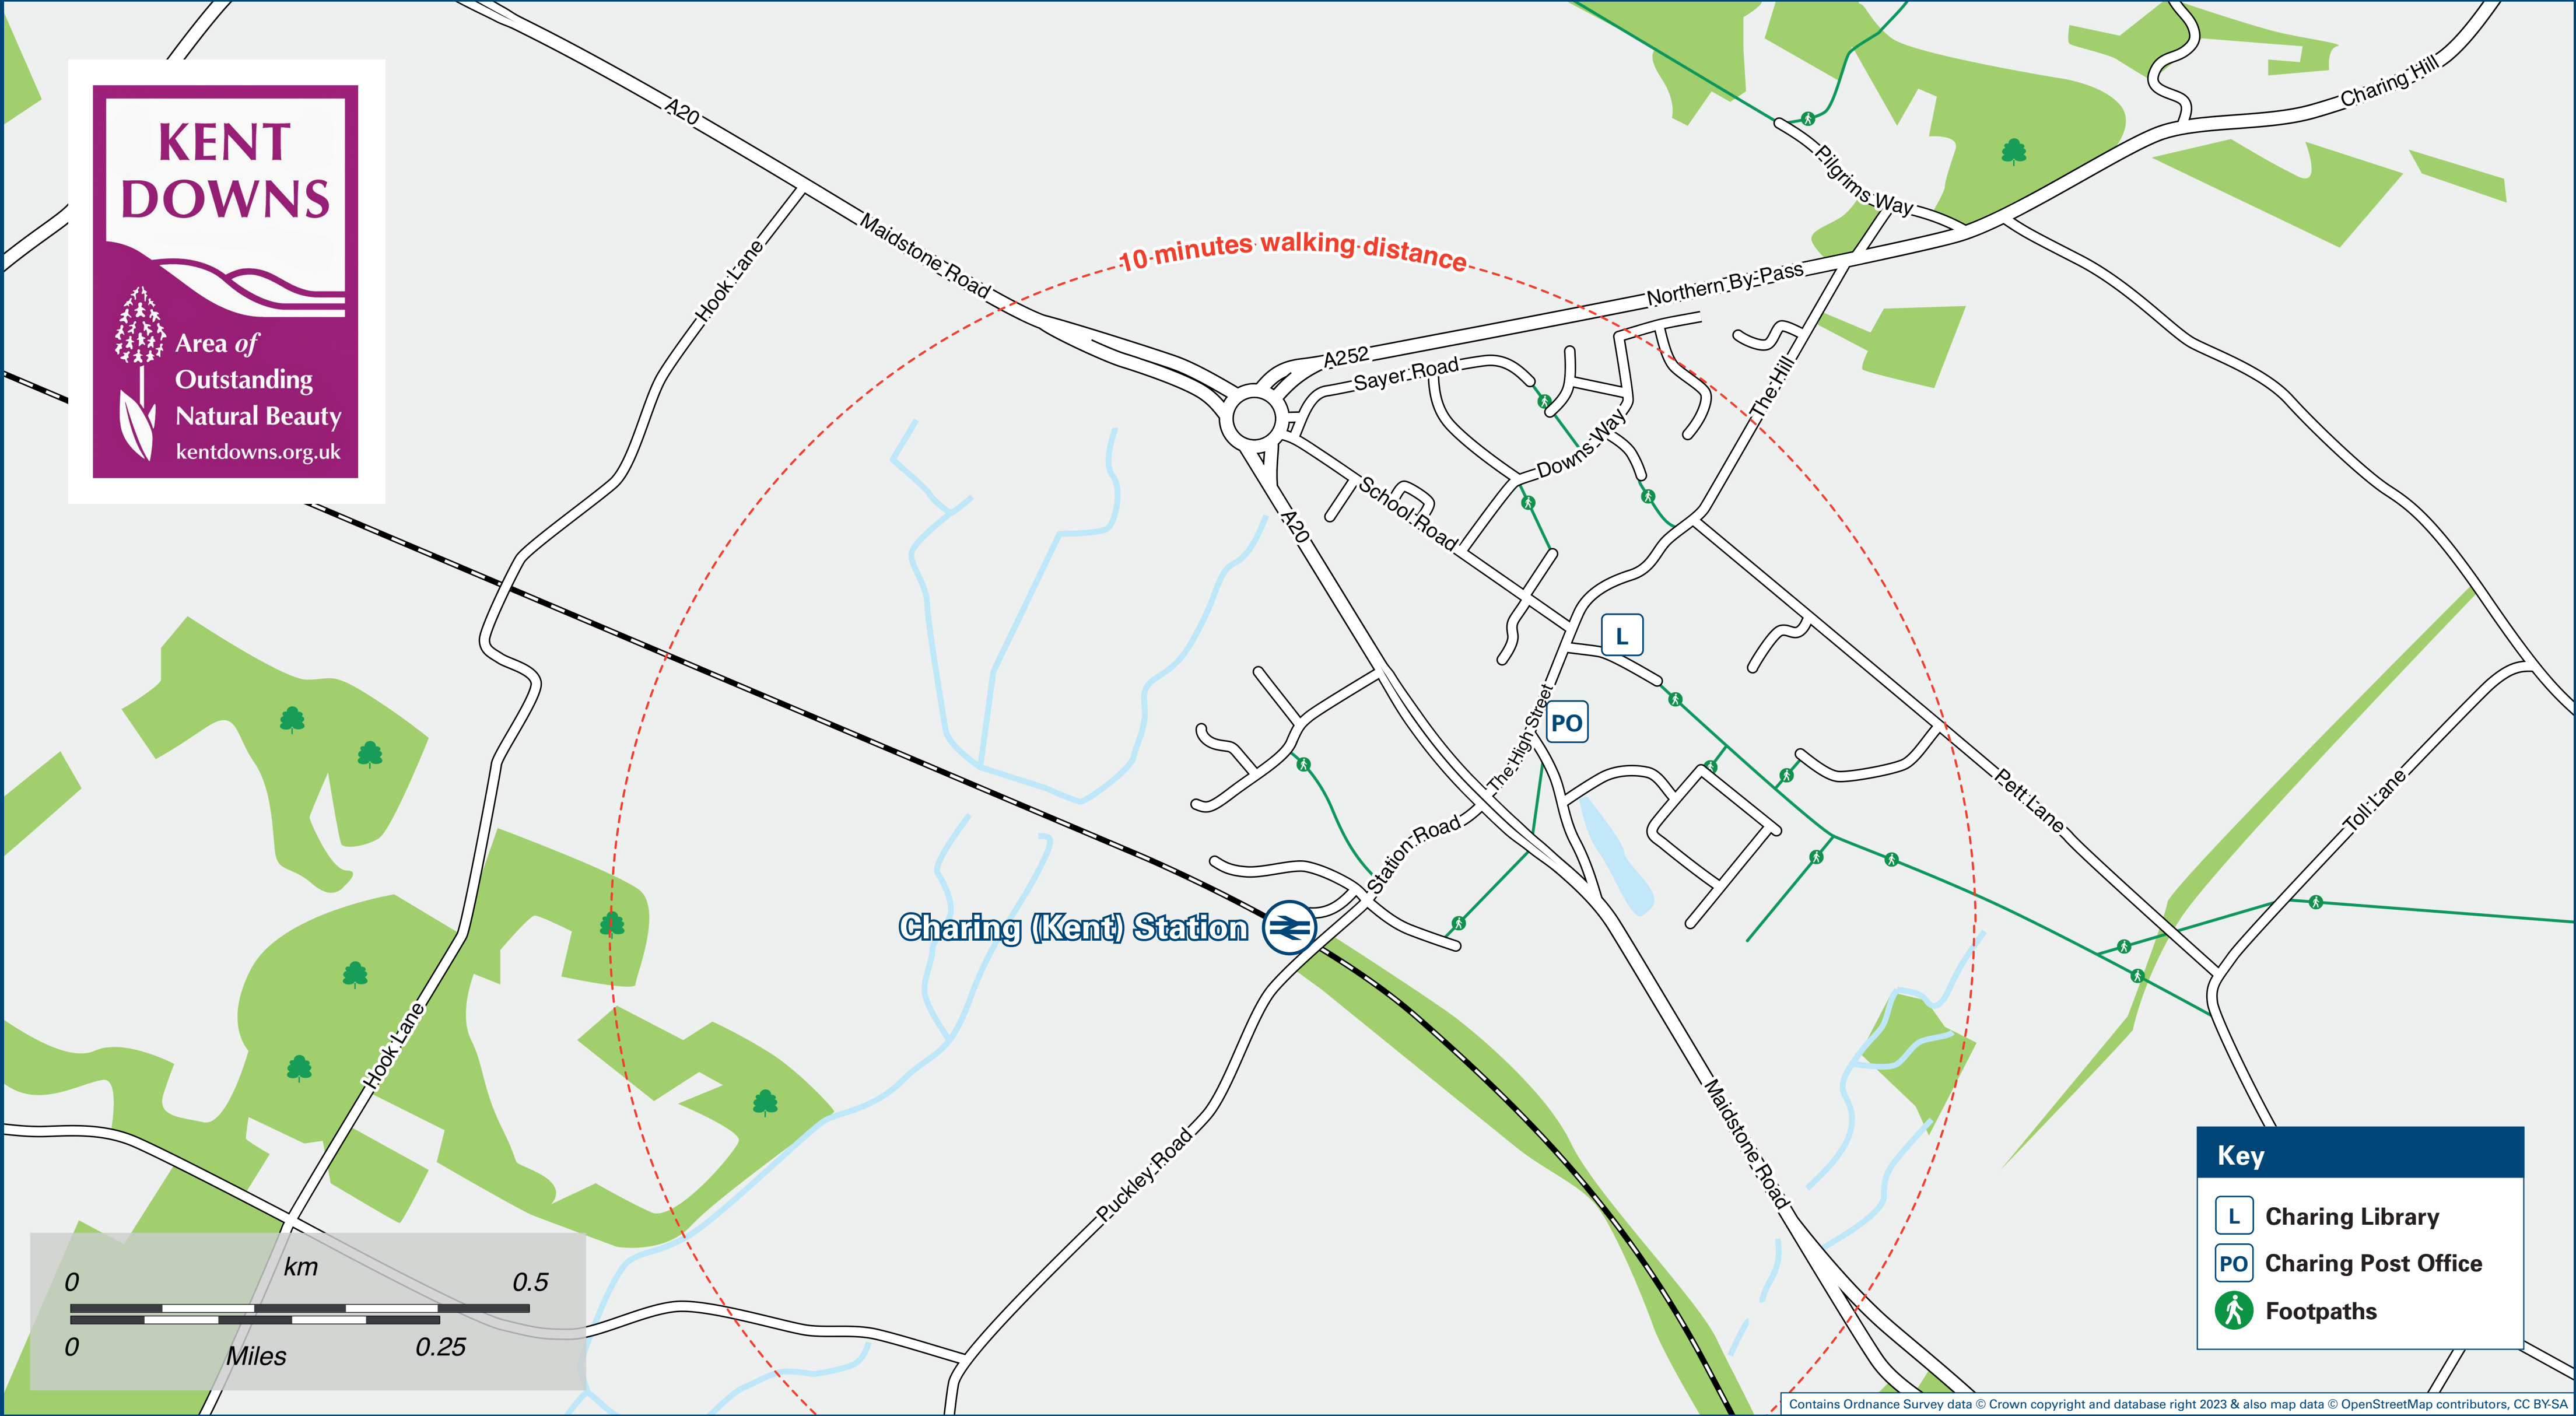 KENT
DOWNS
Area of
Outstanding
Natural Beauty
kentdowns.org.uk
A20
Charing Hill
Pilgrims Way
Maidstone Road
Hook Lane
10 minutes walking distance
Northern By-Pass
A252
Sayer Road
The Hill
Downs Way
School Road
A20
L
The High Street
PO
Pett Lane
Toll Lane
Station Road
Charing (Kent) Station
Hook Lane
Maidstone Road
Puckley Road
km
0 0.5
0 0.25
Miles
Key
L Charing Library
PO Charing Post Office
Footpaths
Contains Ordnance Survey data © Crown copyright and database right 2023 & also map data © OpenStreetMap contributors, CC BY-SA